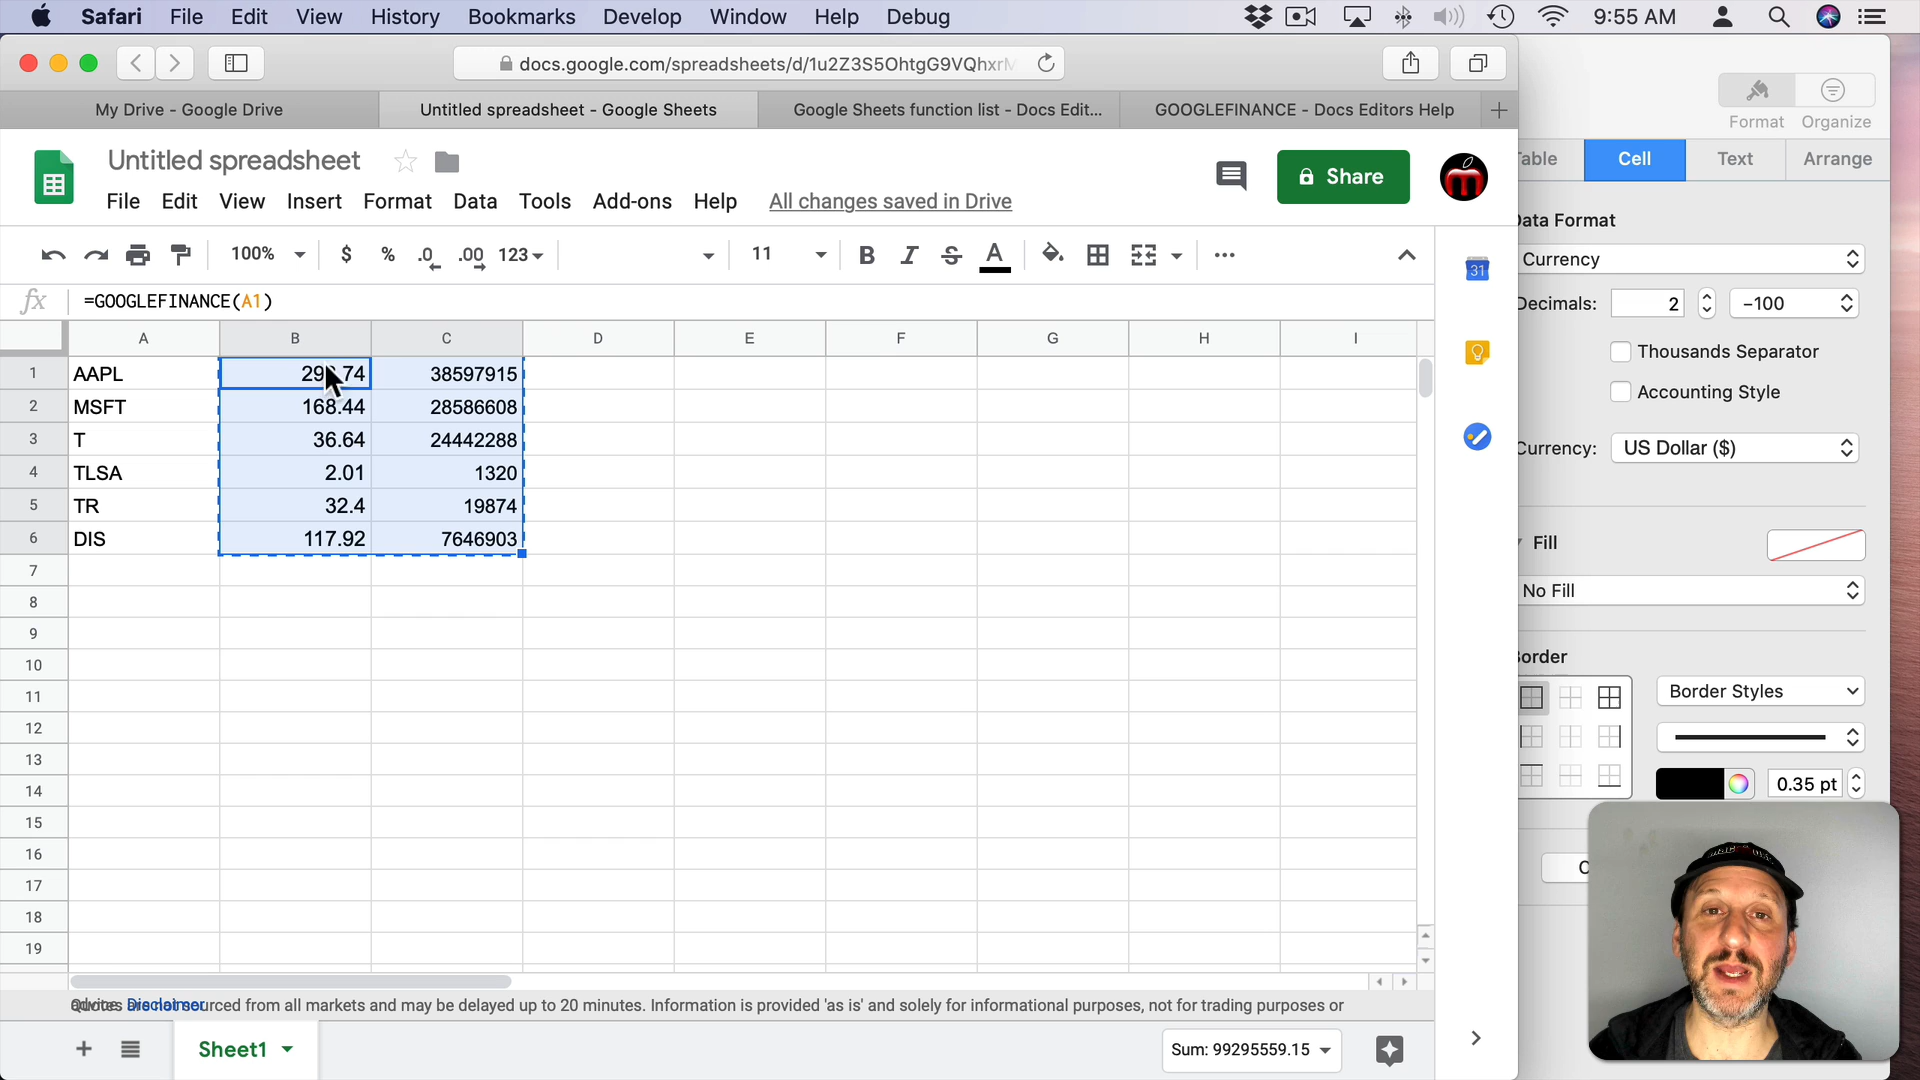 Safari File Edit View History Bookmarks Develop Window Help Debug 9:55 AM
docs.google.com/spreadsheets/d/1u2Z3S5OhtgG9VQhxrM
My Drive - Google Drive Untitled spreadsheet - Google Sheets Google Sheets function list - Docs Edit... GOOGLEFINANCE - Docs Editors Help
Untitled spreadsheet
Share
File Edit View Insert Format Data Tools Add-ons Help All changes saved in Drive
100% $ % .0 .00 123 11 B I S A
31
fx =GOOGLEFINANCE(A1)
A B C D E F G H I
1 AAPL 38597915
2 MSFT 168.44 28586608
3 T 36.64 24442288
4 TLSA 2.01 1320
5 TR 32.4 19874
6 DIS 117.92 7646903
7
8
9
10
11
12
13
14
15
16
17
18
19
Disclaimer
sourced from all markets and may be delayed up to 20 minutes. Information is provided 'as is' and solely for informational purposes, not for trading purposes or
Sheet1
Sum: 99295559.15
Format Organize
able Cell Text Arrange
Data Format
Currency
Decimals: 2 -100
Thousands Separator
Accounting Style
Currency: US Dollar ($)
Fill
No Fill
Border
Border Styles
0.35 pt
C